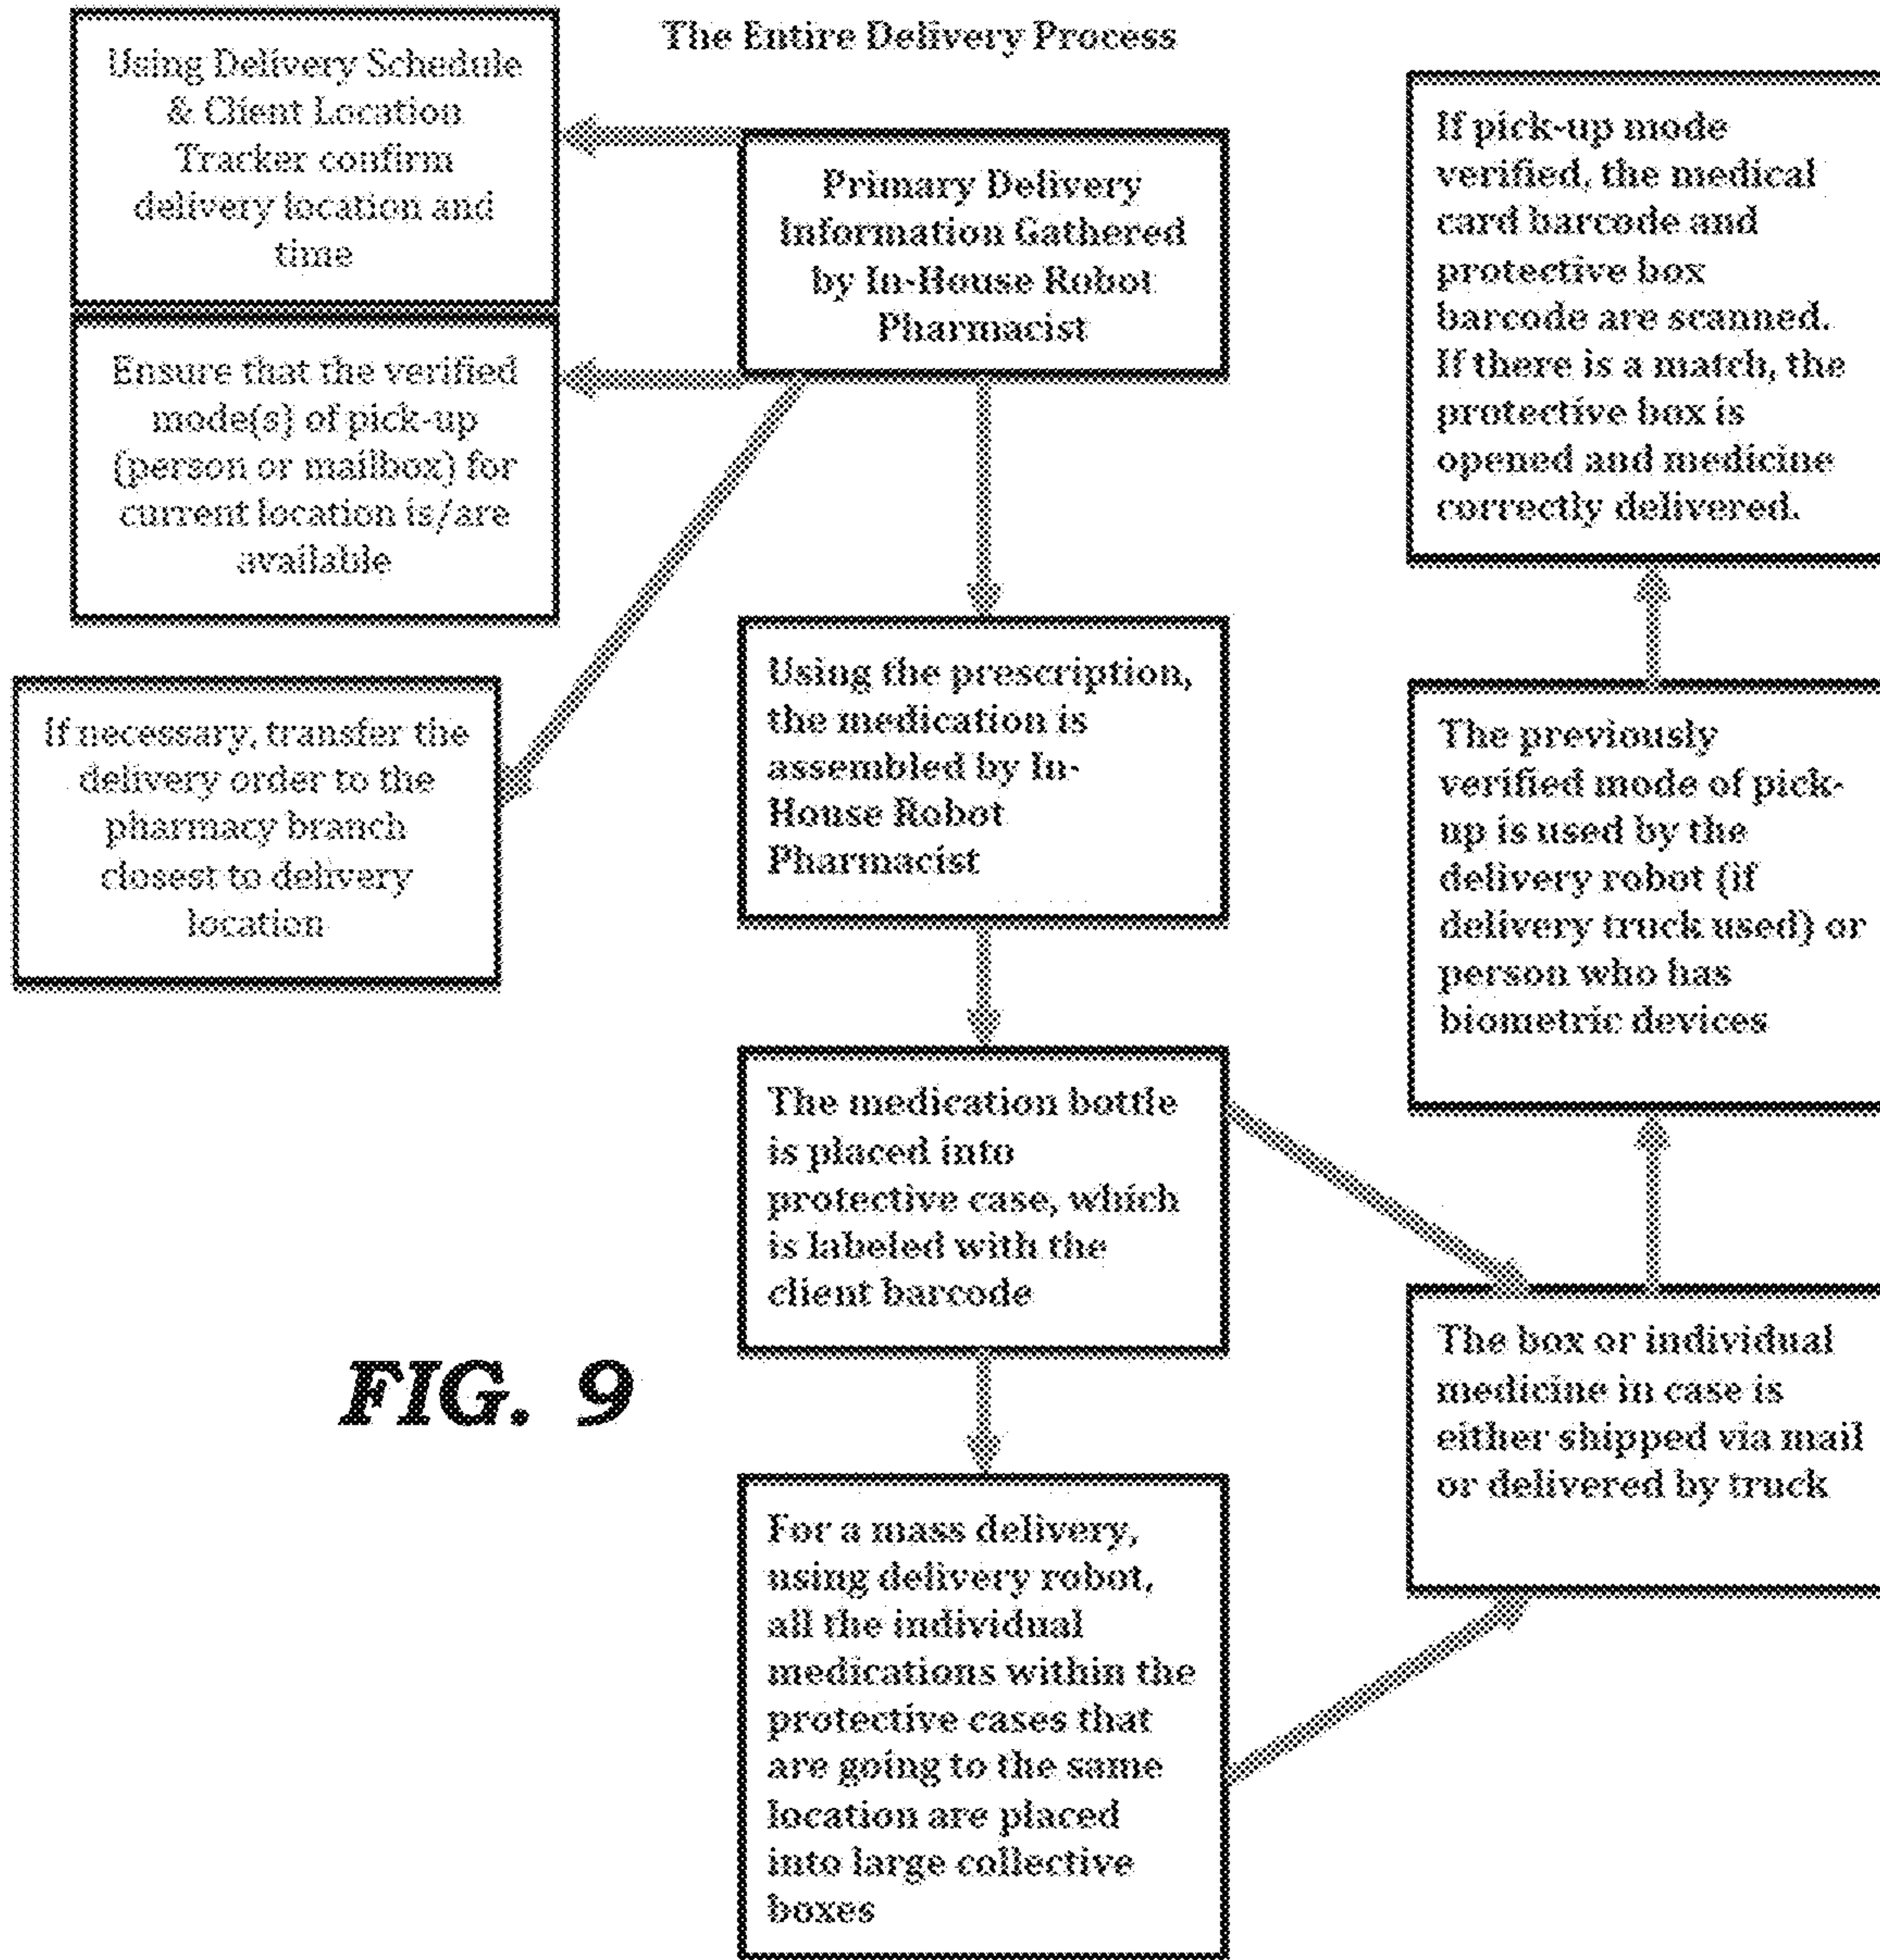 The Entire Delivery Process
Using Delivery Schedule
& Client Location
Tracker confirm
delivery location and
time
Ensure that the verified
mode(s) of pick-up
(person or mailbox) for
current location is/are
available
If necessary, transfer the
delivery order to the
pharmacy branch
closest to delivery
location
Primary Delivery
Information Gathered
by In-House Robot
Pharmacist
Using the prescription,
the medication is
assembled by In-
House Robot
Pharmacist
The medication bottle
is placed into
protective case, which
is labeled with the
client barcode
For a mass delivery,
using delivery robot,
all the individual
medications within the
protective cases that
are going to the same
location are placed
into large collective
boxes
If pick-up mode
verified, the medical
card barcode and
protective box
barcode are scanned.
If there is a match, the
protective box is
opened and medicine
correctly delivered.
The previously
verified mode of pick-
up is used by the
delivery robot (if
delivery truck used) or
person who has
biometric devices
The box or individual
medicine in case is
either shipped via mail
or delivered by truck
FIG. 9